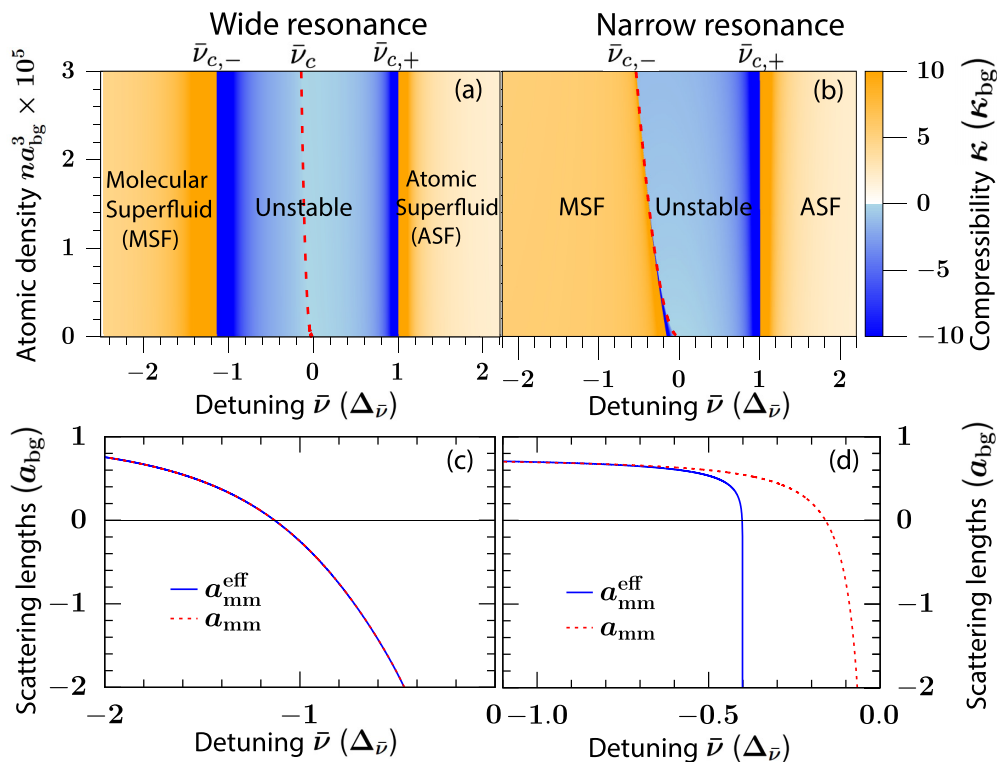 Wide resonance
Narrow resonance
ν̄c,− ν̄c ν̄c,+
ν̄c,− ν̄c,+
Atomic density na³bg × 10⁵
3
2
1
0
(a)
Molecular
Superfluid
(MSF)
Unstable
Atomic
Superfluid
(ASF)
−2 −1 0 1 2
Detuning ν̄ (Δν̄)
(b)
MSF
Unstable
ASF
−2 −1 0 1 2
Detuning ν̄ (Δν̄)
10
5
0
−5
−10
Compressibility κ (κbg)
Scattering lengths (abg)
1
0
−1
−2
(c)
aeffmm
amm
−2 −1 0
Detuning ν̄ (Δν̄)
(d)
aeffmm
amm
−1.0 −0.5 0.0
Detuning ν̄ (Δν̄)
1
0
−1
−2
Scattering lengths (abg)